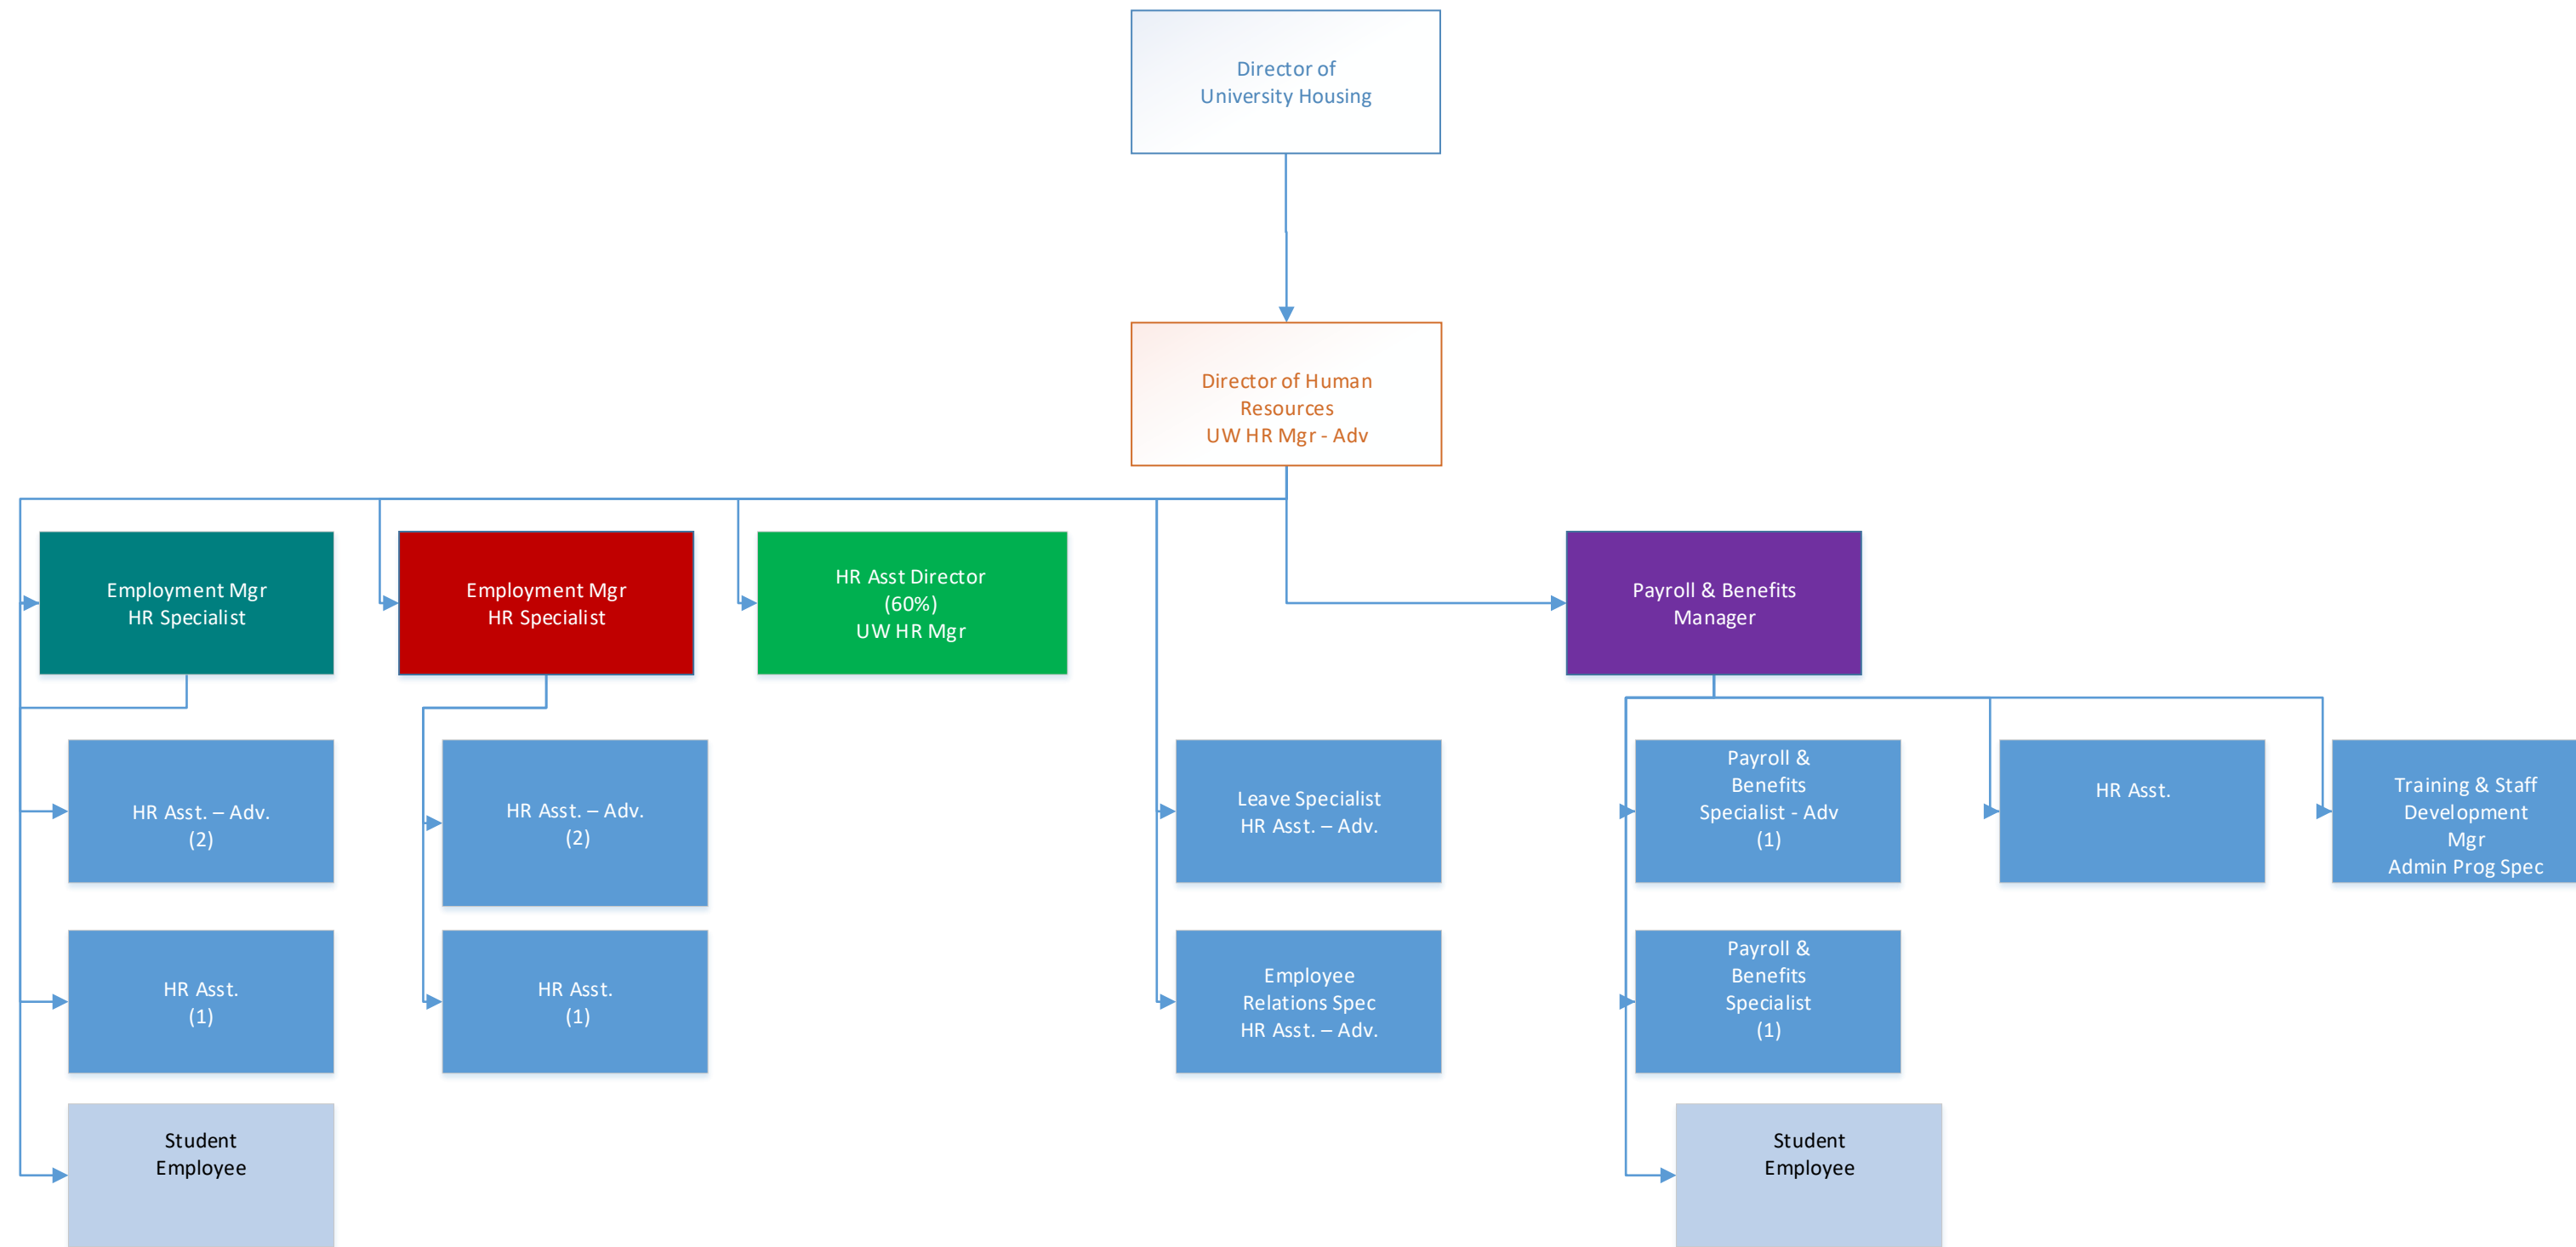 Director of
University Housing
Director of Human
Resources
UW HR Mgr - Adv
Employment Mgr
HR Specialist
Employment Mgr
HR Specialist
HR Asst Director
(60%)
UW HR Mgr
Payroll & Benefits
Manager
HR Asst. – Adv.
(2)
HR Asst. – Adv.
(2)
Leave Specialist
HR Asst. – Adv.
Payroll &
Benefits
Specialist - Adv
(1)
HR Asst.
Training & Staff
Development
Mgr
Admin Prog Spec
HR Asst.
(1)
HR Asst.
(1)
Employee
Relations Spec
HR Asst. – Adv.
Payroll &
Benefits
Specialist
(1)
Student
Employee
Student
Employee